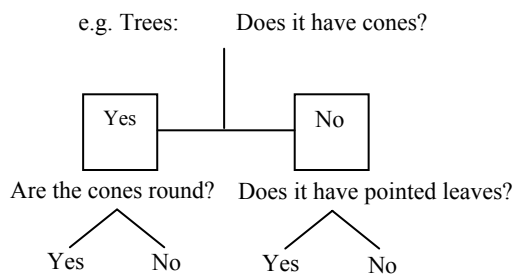 e.g. Trees: Does it have cones?
Yes No
Are the cones round? Does it have pointed leaves?
Yes No Yes No